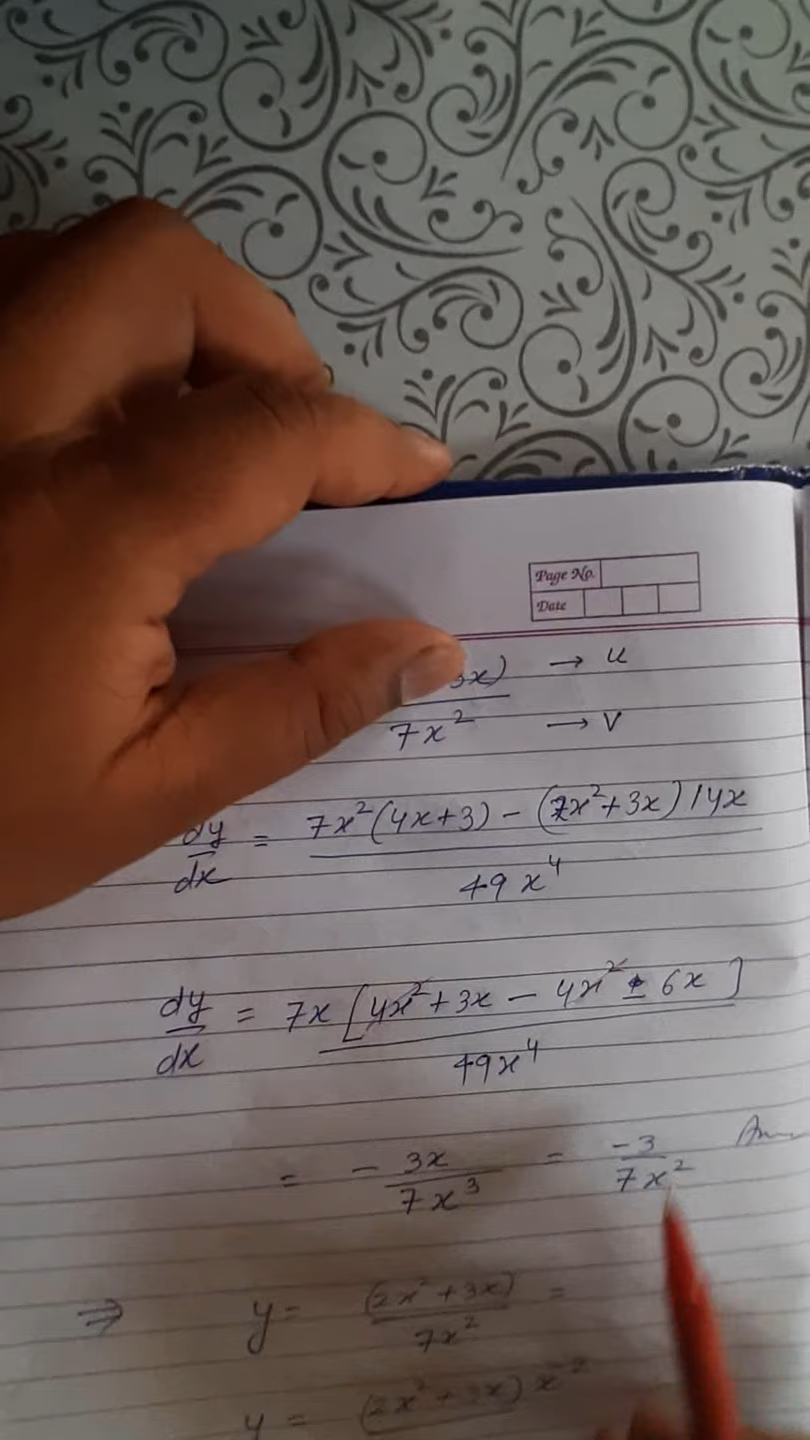 Page No.
Date
3x) → u
7x² → v
dy/dx = 7x²(4x+3) - (2x²+3x)14x / 49x⁴
dy/dx = 7x[4x²+3x - 4x² - 6x] / 49x⁴
= - 3x/7x³ = -3/7x² Ans
⇒ y = (2x²+3x)/7x² =
y = (2x²+3x) x⁻²